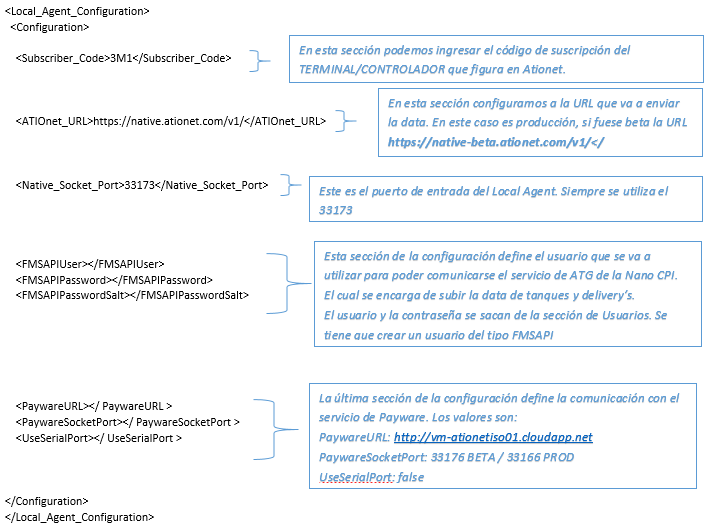 <Local_Agent_Configuration>
<Configuration>
<Subscriber_Code>3M1</Subscriber_Code>
En esta sección podemos ingresar el código de suscripción del
TERMINAL/CONTROLADOR que figura en Ationet.
<ATIOnet_URL>https://native.ationet.com/v1/</ATIOnet_URL>
En esta sección configuramos a la URL que va a enviar
la data. En este caso es producción, si fuese beta la URL
https://native-beta.ationet.com/v1/</
<Native_Socket_Port>33173</Native_Socket_Port>
Este es el puerto de entrada del Local Agent. Siempre se utiliza el
33173
<FMSAPIUser></FMSAPIUser>
<FMSAPIPassword></FMSAPIPassword>
<FMSAPIPasswordSalt></FMSAPIPasswordSalt>
Esta sección de la configuración define el usuario que se va a
utilizar para poder comunicarse el servicio de ATG de la Nano CPI.
El cual se encarga de subir la data de tanques y delivery's.
El usuario y la contraseña se sacan de la sección de Usuarios. Se
tiene que crear un usuario del tipo FMSAPI
<PaywareURL></ PaywareURL >
<PaywareSocketPort></ PaywareSocketPort >
<UseSerialPort></ UseSerialPort >
La última sección de la configuración define la comunicación con el
servicio de Payware. Los valores son:
PaywareURL: http://vm-ationetiso01.cloudapp.net
PaywareSocketPort: 33176 BETA / 33166 PROD
UseSerialPort: false
</Configuration>
</Local_Agent_Configuration>